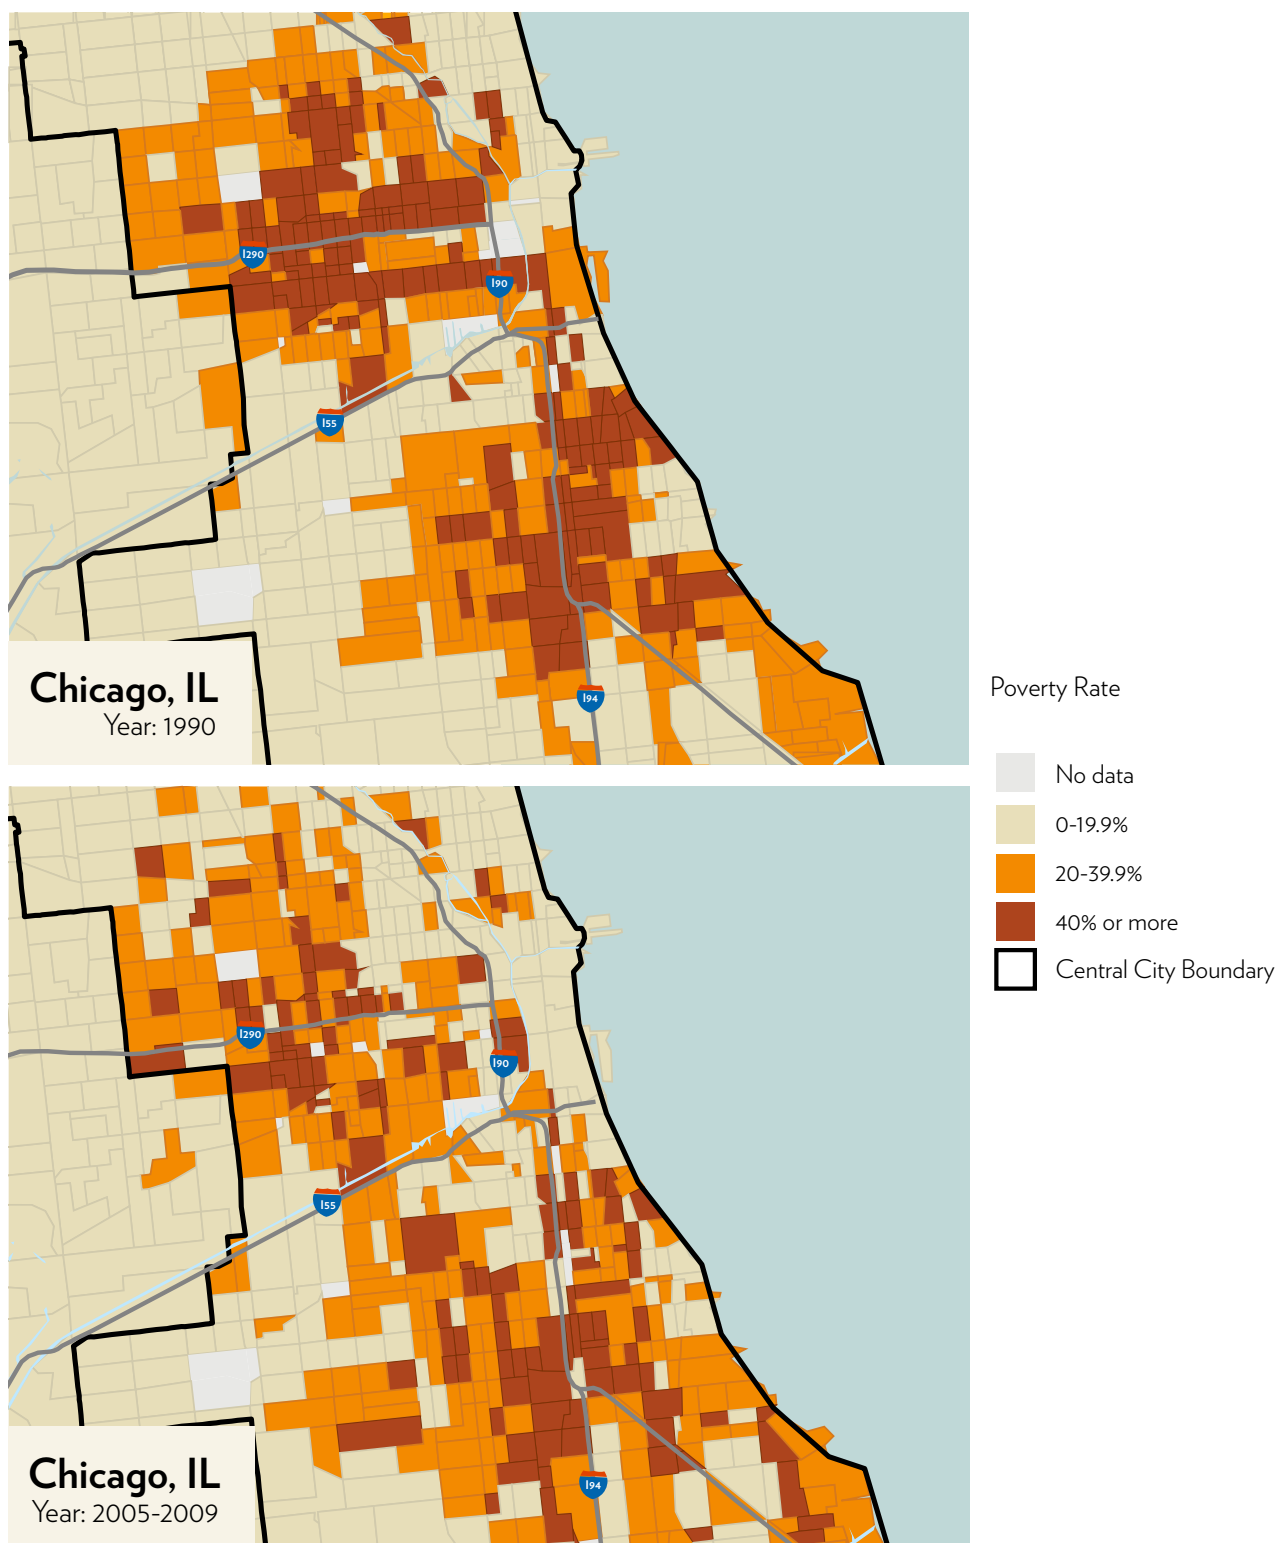 I290
I90
I55
Chicago, IL
Year: 1990
I94
Poverty Rate
No data
0-19.9%
20-39.9%
40% or more
Central City Boundary
I290
I90
I55
Chicago, IL
Year: 2005-2009
I94